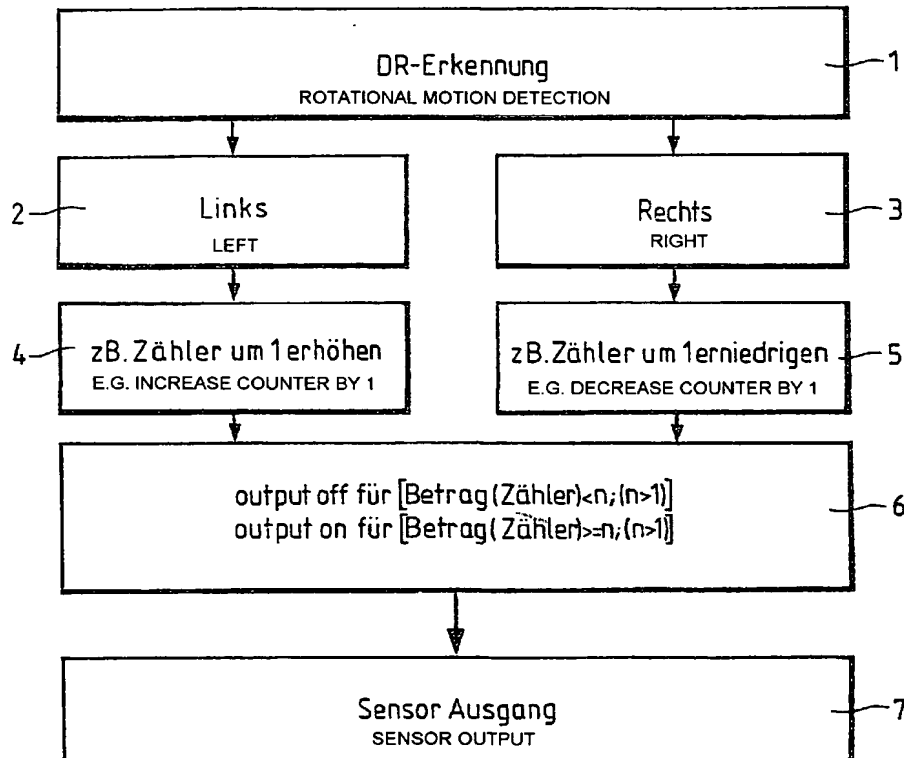 DR-Erkennung
ROTATIONAL MOTION DETECTION
1
2
Links
LEFT
Rechts
RIGHT
3
4
zB. Zähler um 1 erhöhen
E.G. INCREASE COUNTER BY 1
zB. Zähler um 1 erniedrigen
E.G. DECREASE COUNTER BY 1
5
output off für [Betrag(Zähler)<n;(n>1)]
output on für [Betrag(Zähler)>=n;(n>1)]
6
Sensor Ausgang
SENSOR OUTPUT
7